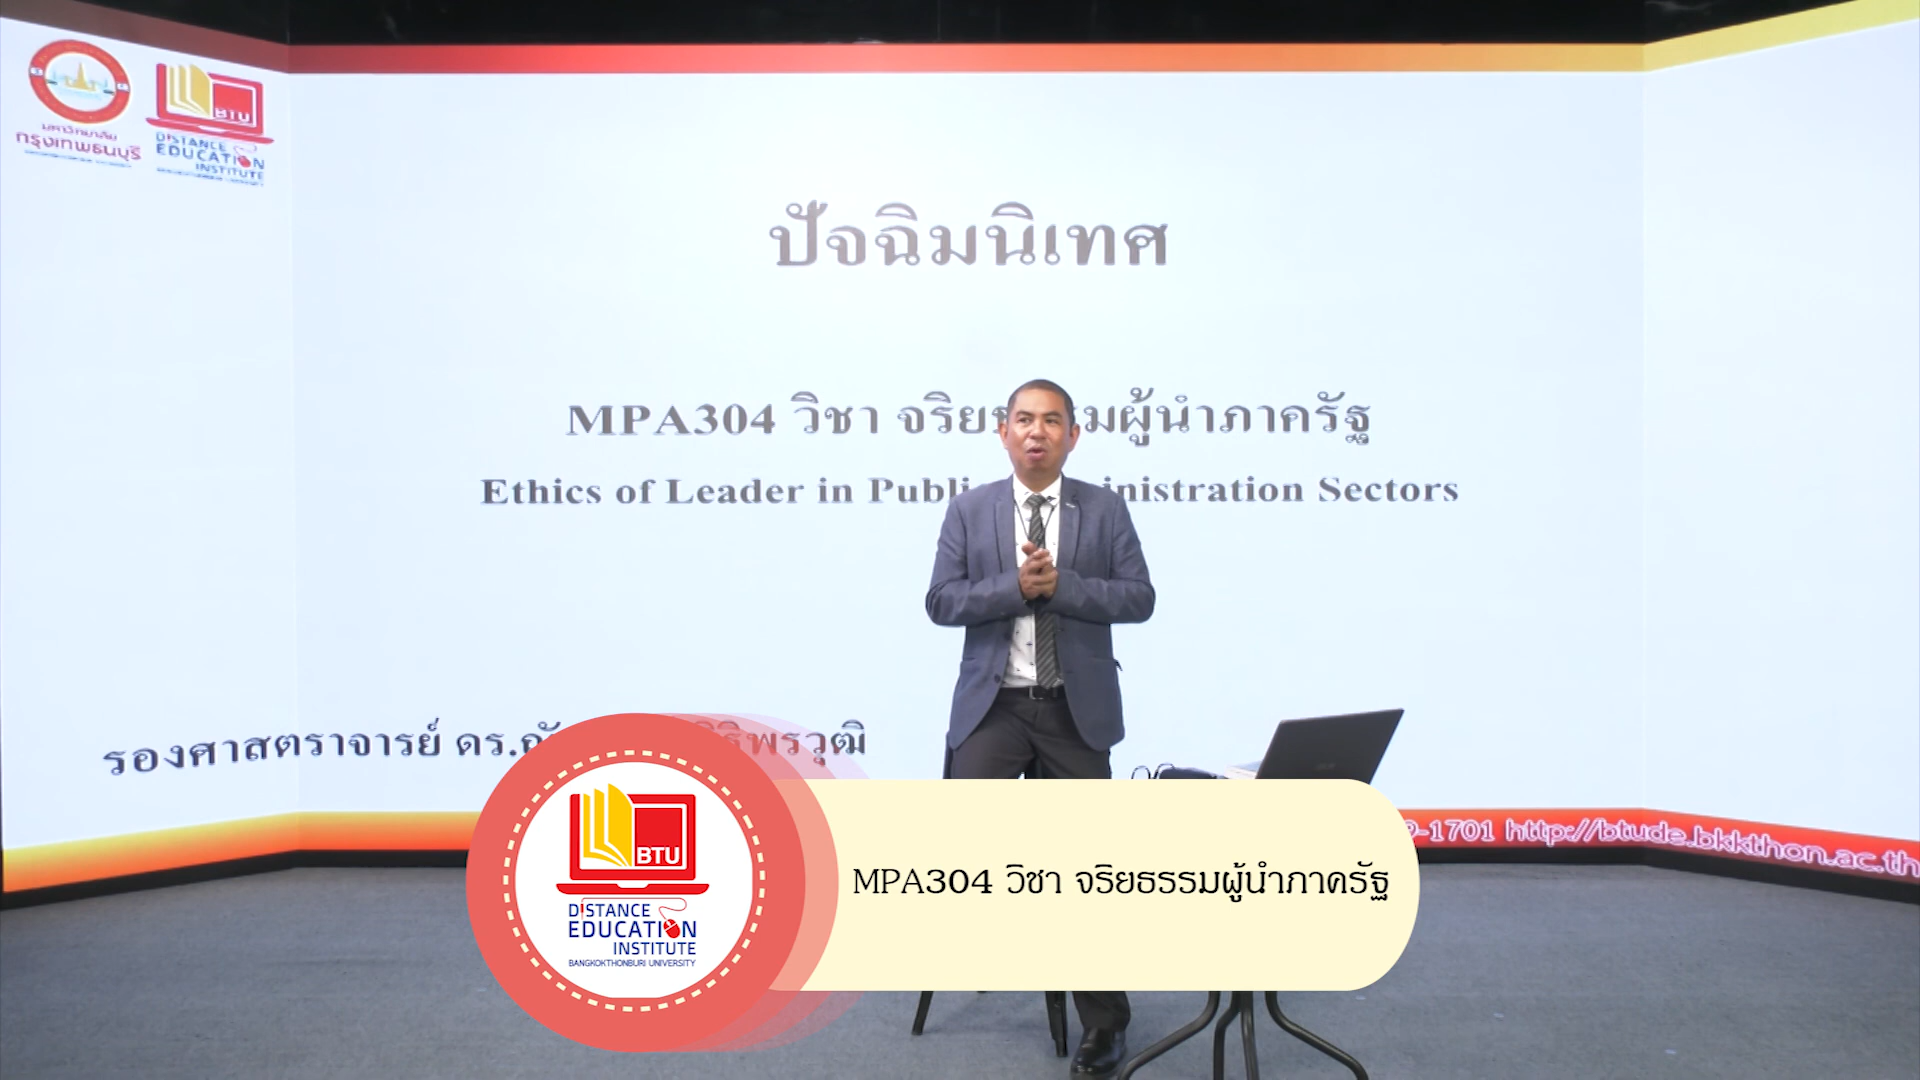 มหาวิทยาลัย
กรุงเทพธนบุรี
BTU
DISTANCE
EDUCATION
INSTITUTE
ปัจฉิมนิเทศ
MPA304 วิชา จริยธรรมผู้นำภาครัฐ
Ethics of Leader in Public Administration Sectors
รองศาสตราจารย์ ดร.
-1701 http://btude.bkkthon.ac.th
BTU
DISTANCE
EDUCATION
INSTITUTE
BANGKOKTHONBURI UNIVERSITY
MPA304 วิชา จริยธรรมผู้นำภาครัฐ